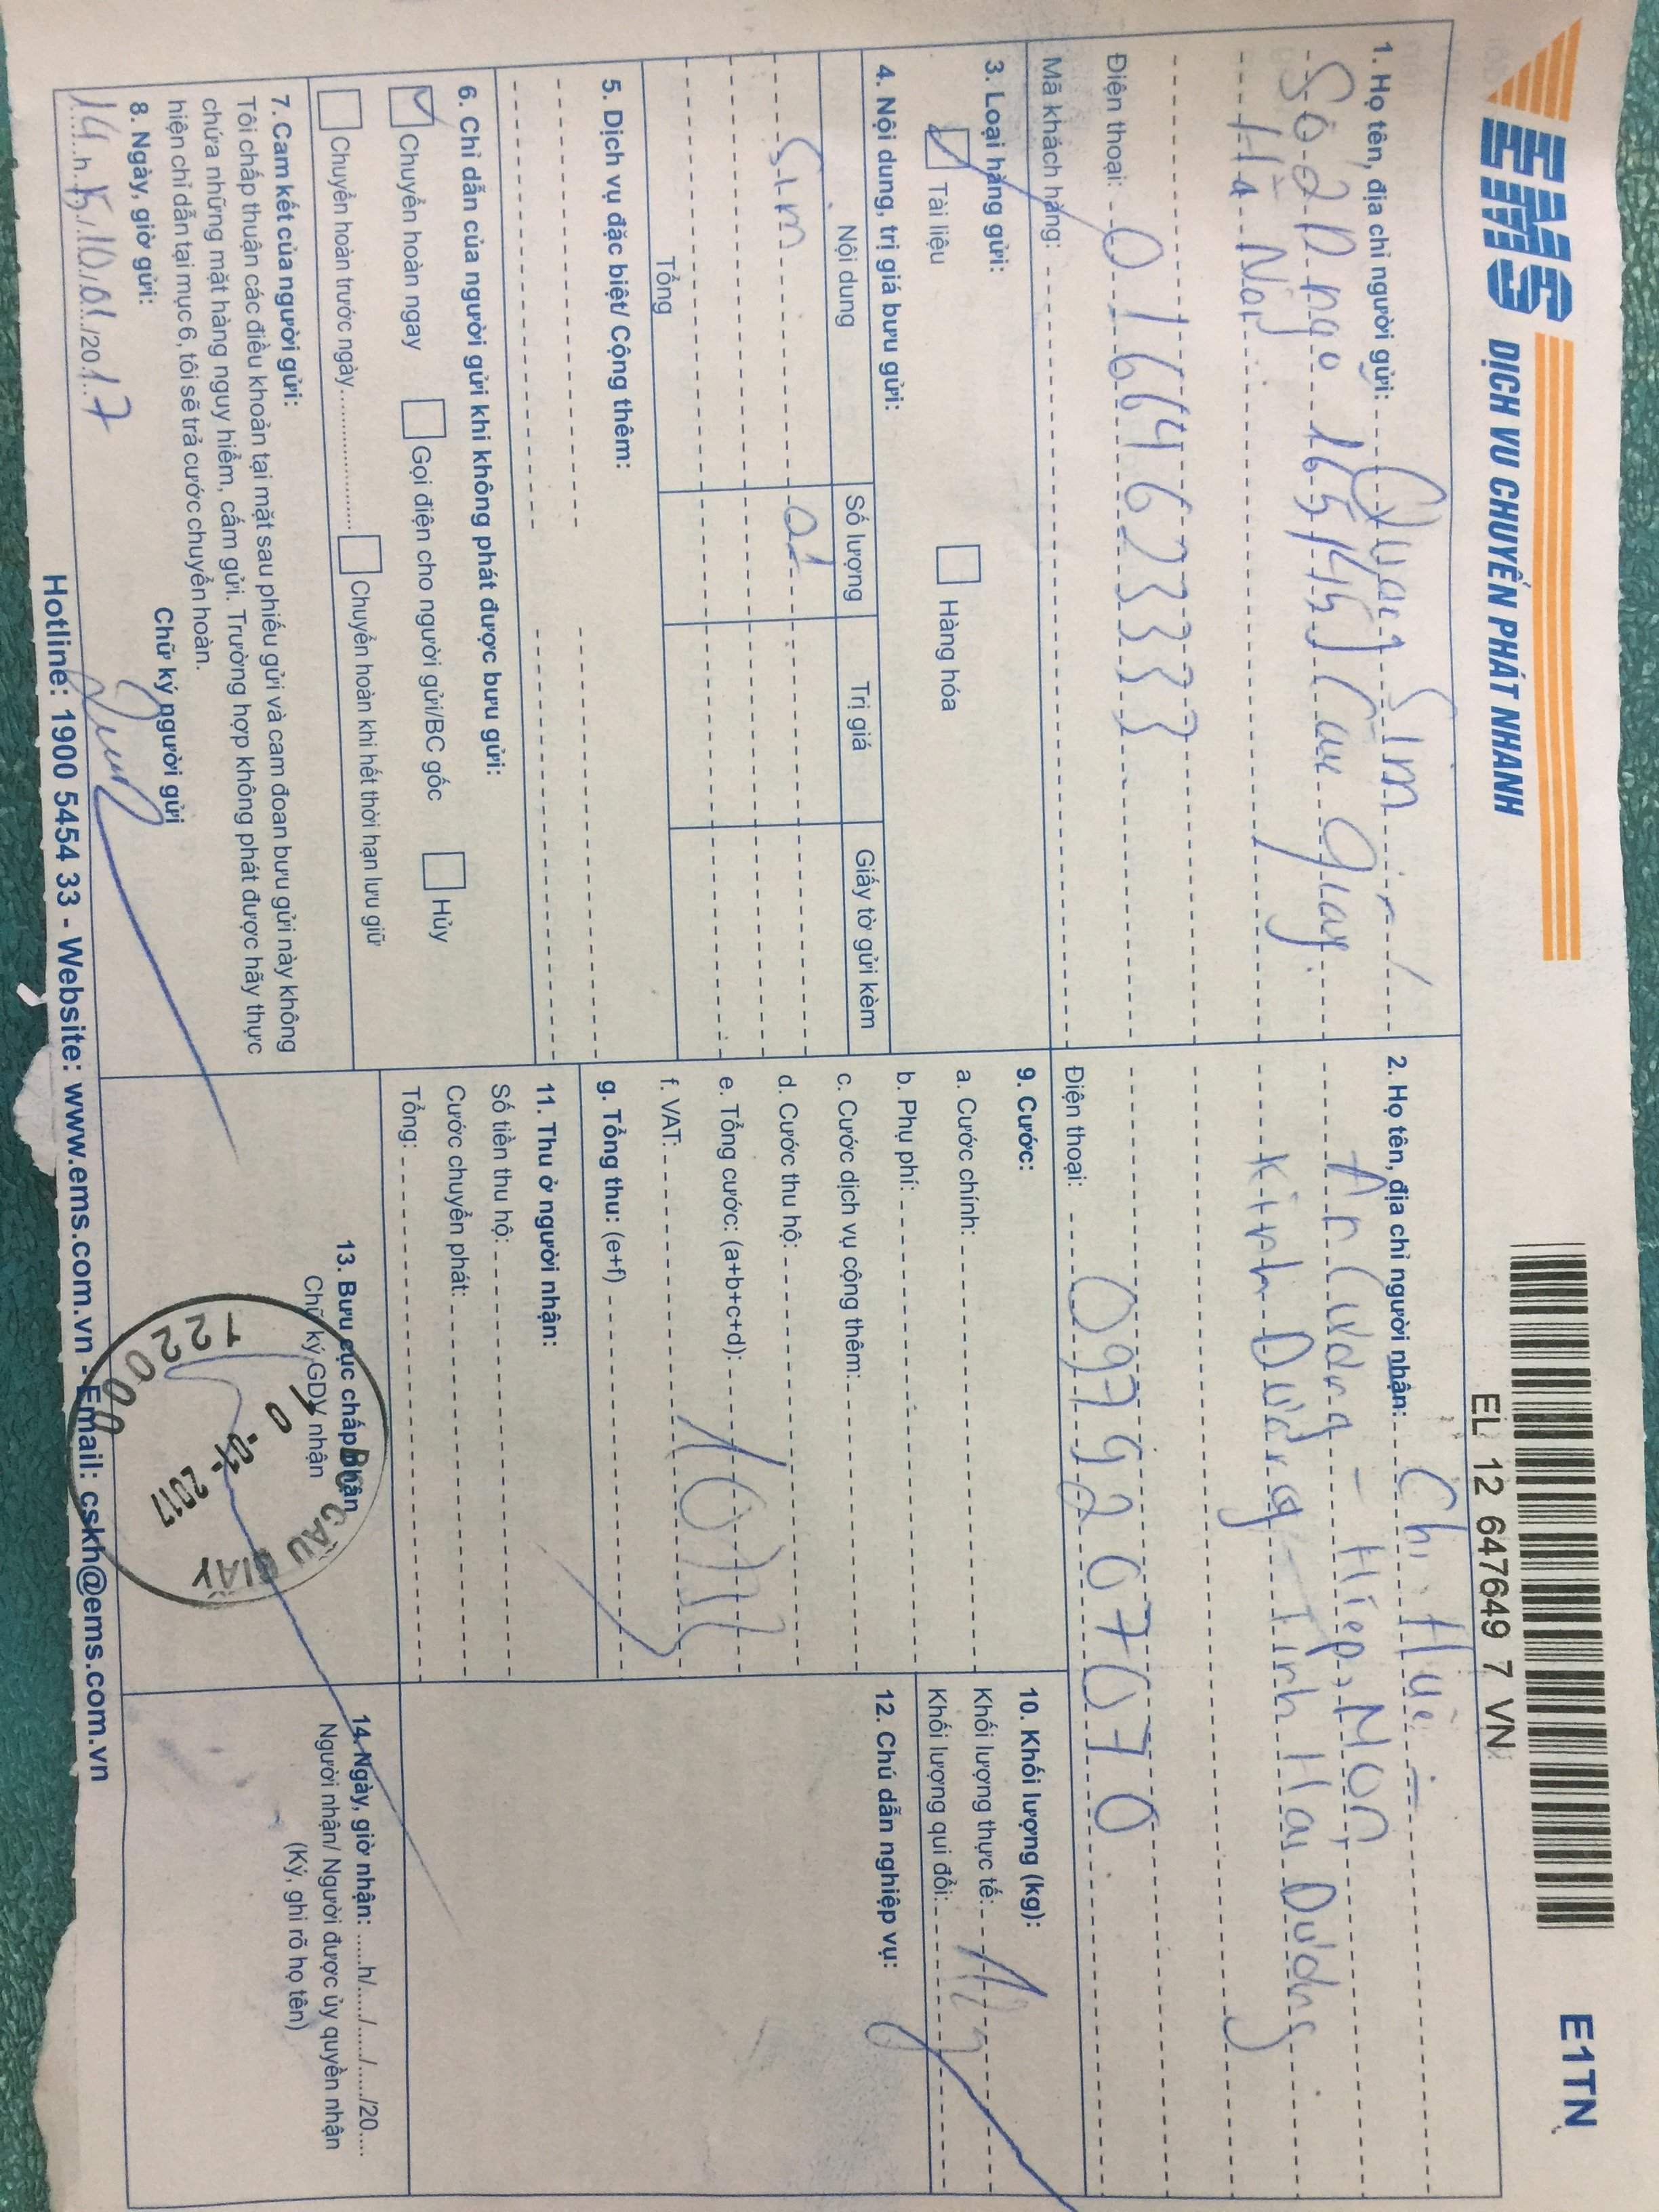 EMS DỊCH VỤ CHUYỂN PHÁT NHANH
E1TN
EL 12 647649 7 VN
1. Họ tên, địa chỉ người gửi: Quang Sim
Số 2D ngõ 165/45 Cầu Giấy
Hà Nội
Điện thoại: 01646233333
Mã khách hàng:
2. Họ tên, địa chỉ người nhận: Chị Huệ
An Cường - Hiệp
Kinh Dương - Tỉnh Hải Dương
Điện thoại: 0979207070
3. Loại hàng gửi:
Tài liệu
Hàng hóa
4. Nội dung, trị giá bưu gửi:
Nội dung Số lượng Trị giá Giấy tờ gửi kèm
Sim 01
Tổng
5. Dịch vụ đặc biệt/ Cộng thêm:
6. Chỉ dẫn của người gửi khi không phát được bưu gửi:
Chuyển hoàn ngay Gọi điện cho người gửi/BC gốc Hủy
Chuyển hoàn trước ngày............... Chuyển hoàn khi hết thời hạn lưu giữ
7. Cam kết của người gửi:
Tôi chấp thuận các điều khoản tại mặt sau phiếu gửi và cam đoan bưu gửi này không
chứa những mặt hàng nguy hiểm, cấm gửi. Trường hợp không phát được hãy thực
hiện chỉ dẫn tại mục 6, tôi sẽ trả cước chuyển hoàn.
8. Ngày, giờ gửi:
Chữ ký người gửi
14 h 15/10/01/2017
9. Cước:
a. Cước chính:
b. Phụ phí:
c. Cước dịch vụ cộng thêm:
d. Cước thu hộ:
e. Tổng cước: (a+b+c+d):
f. VAT:
g. Tổng thu: (e+f)
10. Khối lượng (kg):
Khối lượng thực tế:
Khối lượng qui đổi:
11. Thu ở người nhận:
Số tiền thu hộ:
Cước chuyển phát:
Tổng:
12. Chú dẫn nghiệp vụ:
13. Bưu cục chấp nhận
Chữ ký GDV nhận
CẦU GIẤY
2017
14. Ngày, giờ nhận: .....h/...../...../...../20....
Người nhận/ Người được ủy quyền nhận
(Ký, ghi rõ họ tên)
Hotline: 1900 5454 33 - Website: www.ems.com.vn - Email: cskh@ems.com.vn